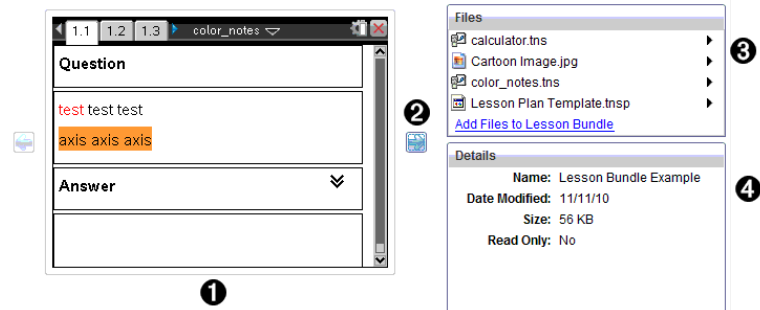 1.1 1.2 1.3 color_notes
Question
test test test
axis axis axis
Answer
1
2
Files
calculator.tns
Cartoon Image.jpg
color_notes.tns
Lesson Plan Template.tnsp
Add Files to Lesson Bundle
3
Details
Name: Lesson Bundle Example
Date Modified: 11/11/10
Size: 56 KB
Read Only: No
4